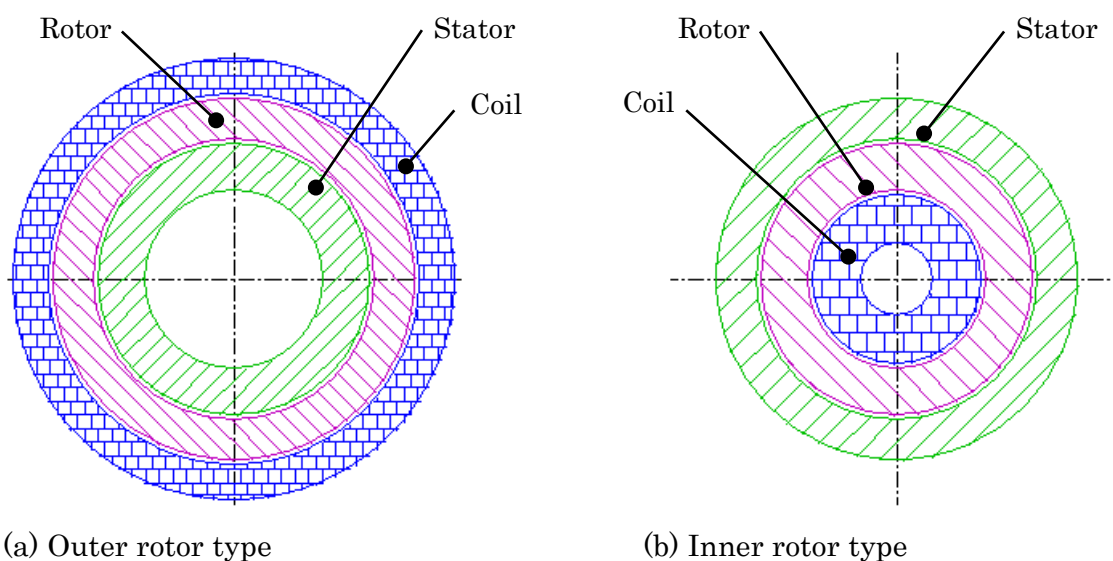 Rotor
Stator
Coil
(a) Outer rotor type
Rotor
Stator
Coil
(b) Inner rotor type